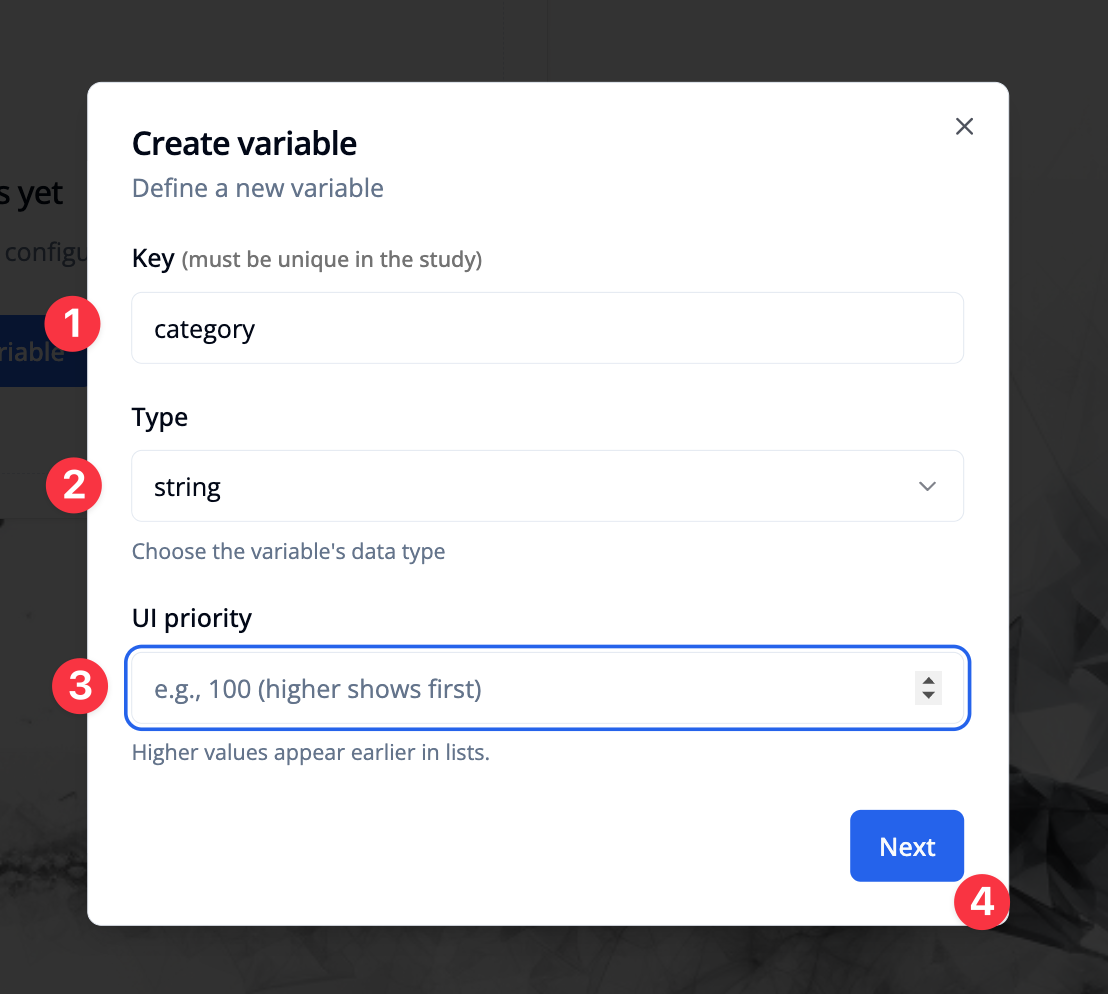 Create variable
Define a new variable
s yet
configu
riable
Key (must be unique in the study)
1
category
Type
2
string
Choose the variable's data type
UI priority
3
e.g., 100 (higher shows first)
Higher values appear earlier in lists.
Next
4